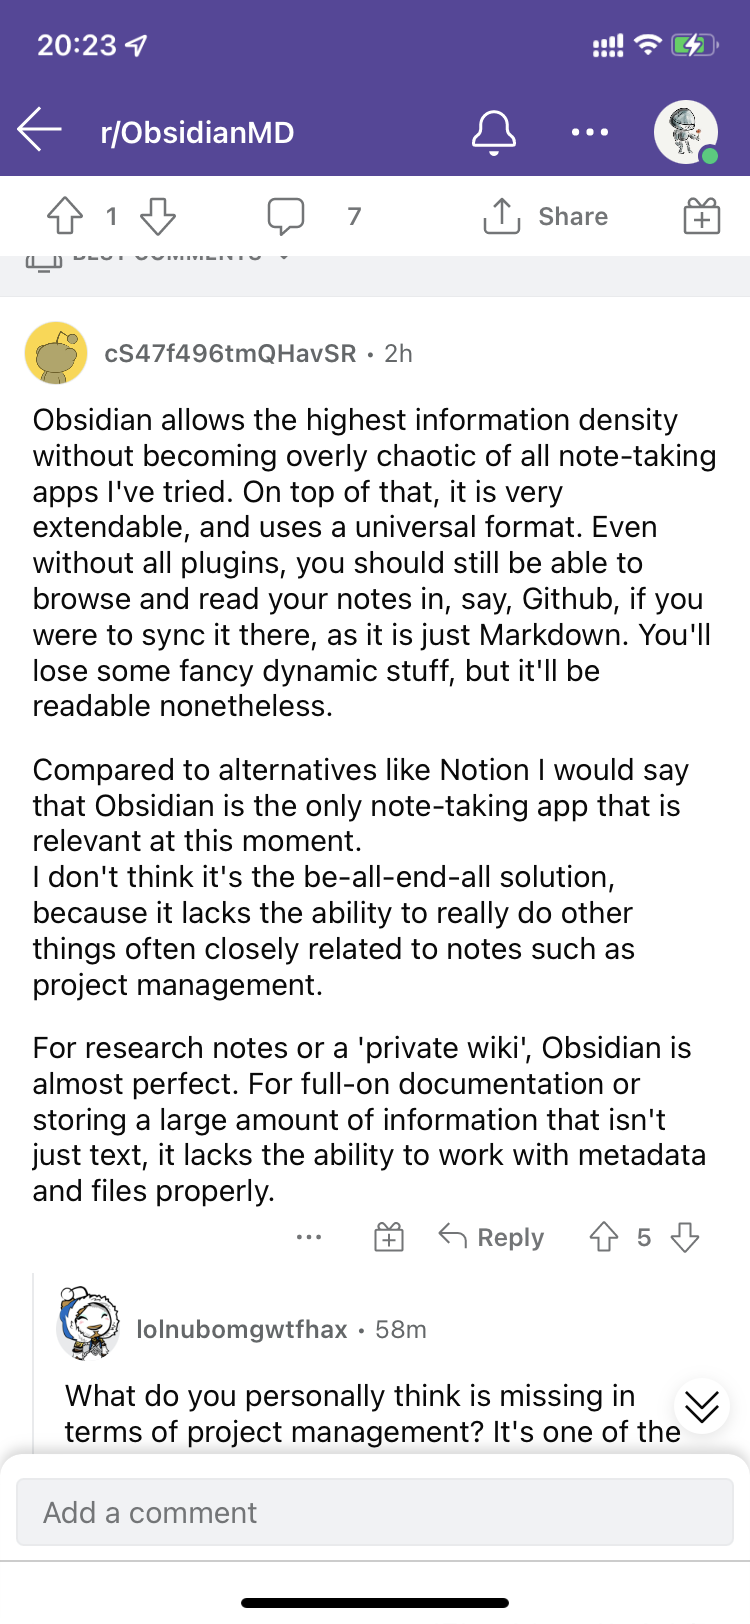 20:23
r/ObsidianMD
1
7
Share
BEST COMMENTS
cS47f496tmQHavSR • 2h
Obsidian allows the highest information density
without becoming overly chaotic of all note-taking
apps I've tried. On top of that, it is very
extendable, and uses a universal format. Even
without all plugins, you should still be able to
browse and read your notes in, say, Github, if you
were to sync it there, as it is just Markdown. You'll
lose some fancy dynamic stuff, but it'll be
readable nonetheless.
Compared to alternatives like Notion I would say
that Obsidian is the only note-taking app that is
relevant at this moment.
I don't think it's the be-all-end-all solution,
because it lacks the ability to really do other
things often closely related to notes such as
project management.
For research notes or a 'private wiki', Obsidian is
almost perfect. For full-on documentation or
storing a large amount of information that isn't
just text, it lacks the ability to work with metadata
and files properly.
Reply
5
lolnubomgwtfhax • 58m
What do you personally think is missing in
terms of project management? It's one of the
Add a comment